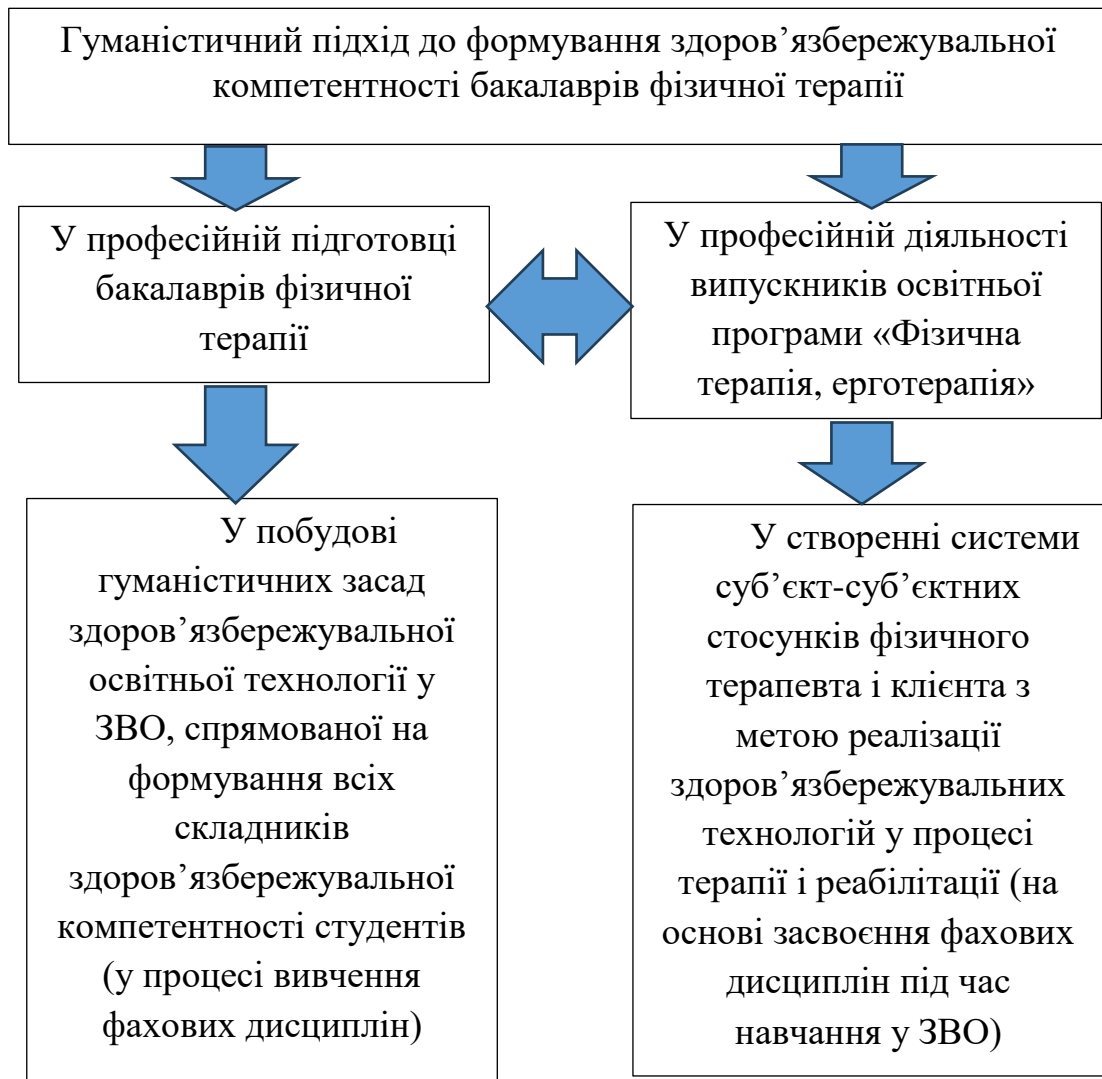 Гуманістичний підхід до формування здоров’язбережувальної
компетентності бакалаврів фізичної терапії
У професійній підготовці
бакалаврів фізичної
терапії
У професійній діяльності
випускників освітньої
програми «Фізична
терапія, ерготерапія»
У побудові
гуманістичних засад
здоров’язбережувальної
освітньої технології у
ЗВО, спрямованої на
формування всіх
складників
здоров’язбережувальної
компетентності студентів
(у процесі вивчення
фахових дисциплін)
У створенні системи
суб’єкт-суб’єктних
стосунків фізичного
терапевта і клієнта з
метою реалізації
здоров’язбережувальних
технологій у процесі
терапії і реабілітації (на
основі засвоєння фахових
дисциплін під час
навчання у ЗВО)